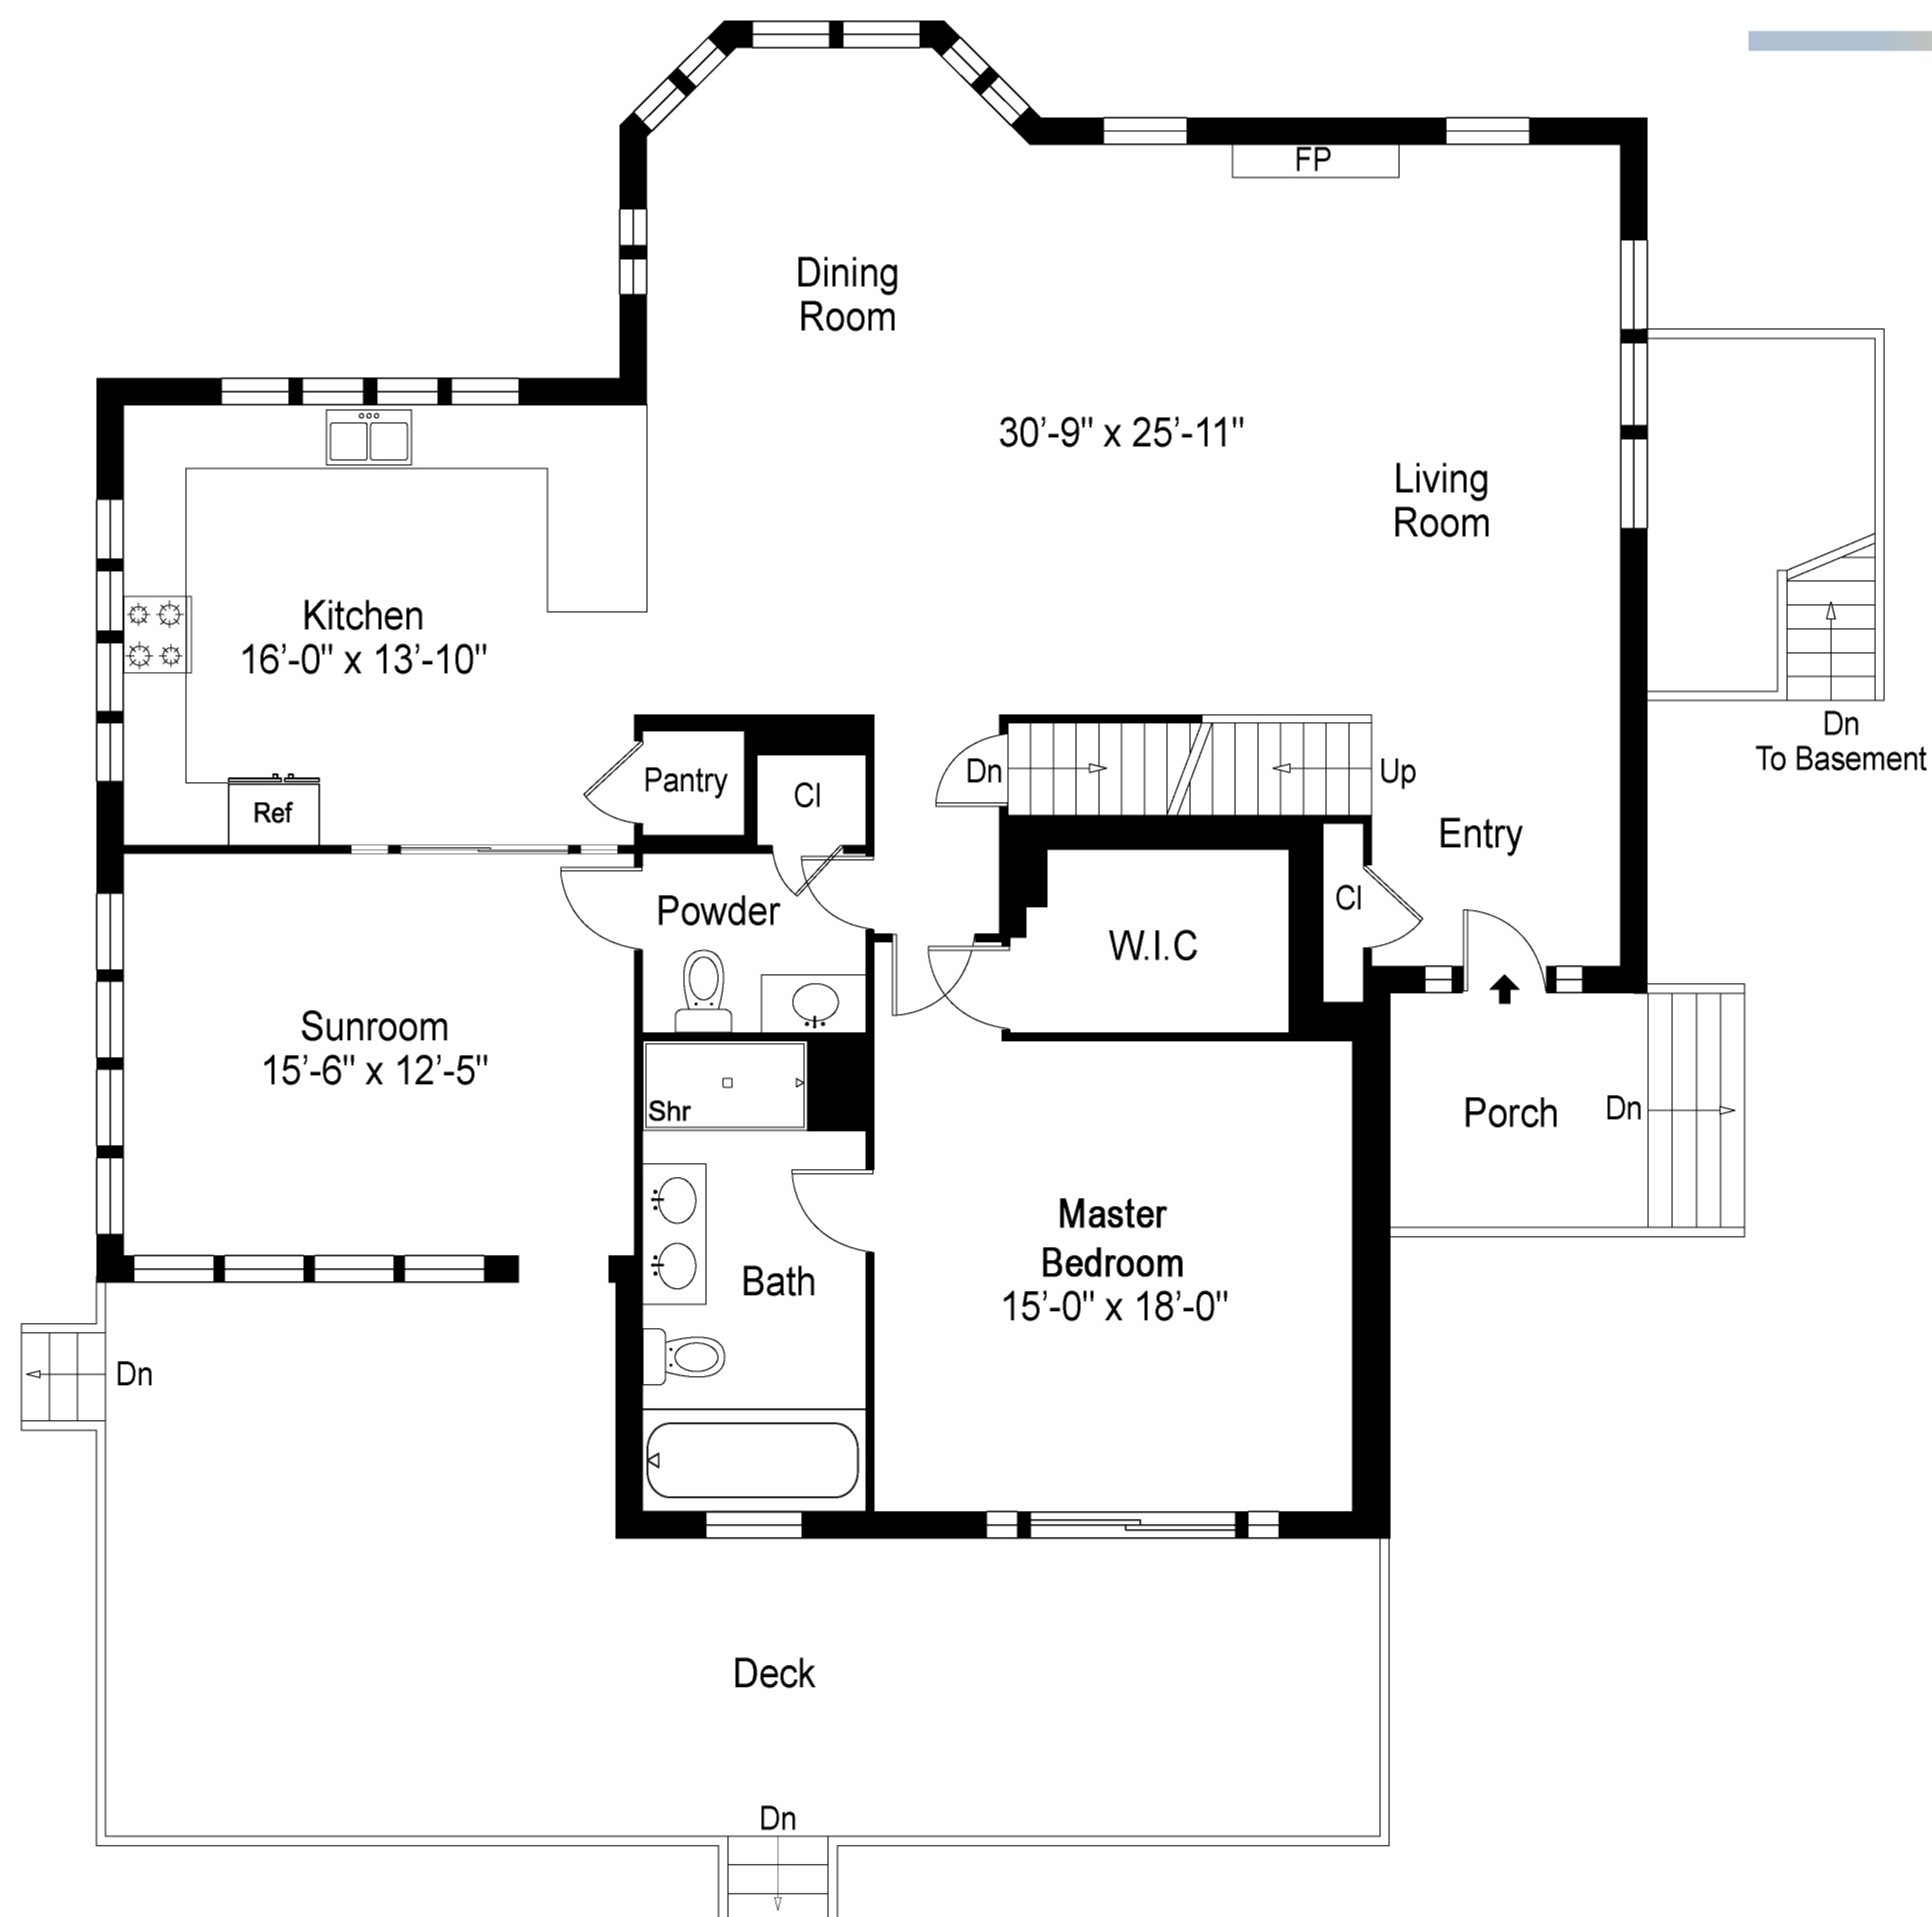 FP
Dining
Room
30'-9" x 25'-11"
Living
Room
Kitchen
16'-0" x 13'-10"
Dn
To Basement
Pantry
Cl
Dn
Up
Ref
Entry
Cl
Powder
W.I.C
Sunroom
15'-6" x 12'-5"
Shr
Porch
Dn
Master
Bedroom
15'-0" x 18'-0"
Bath
Dn
Deck
Dn